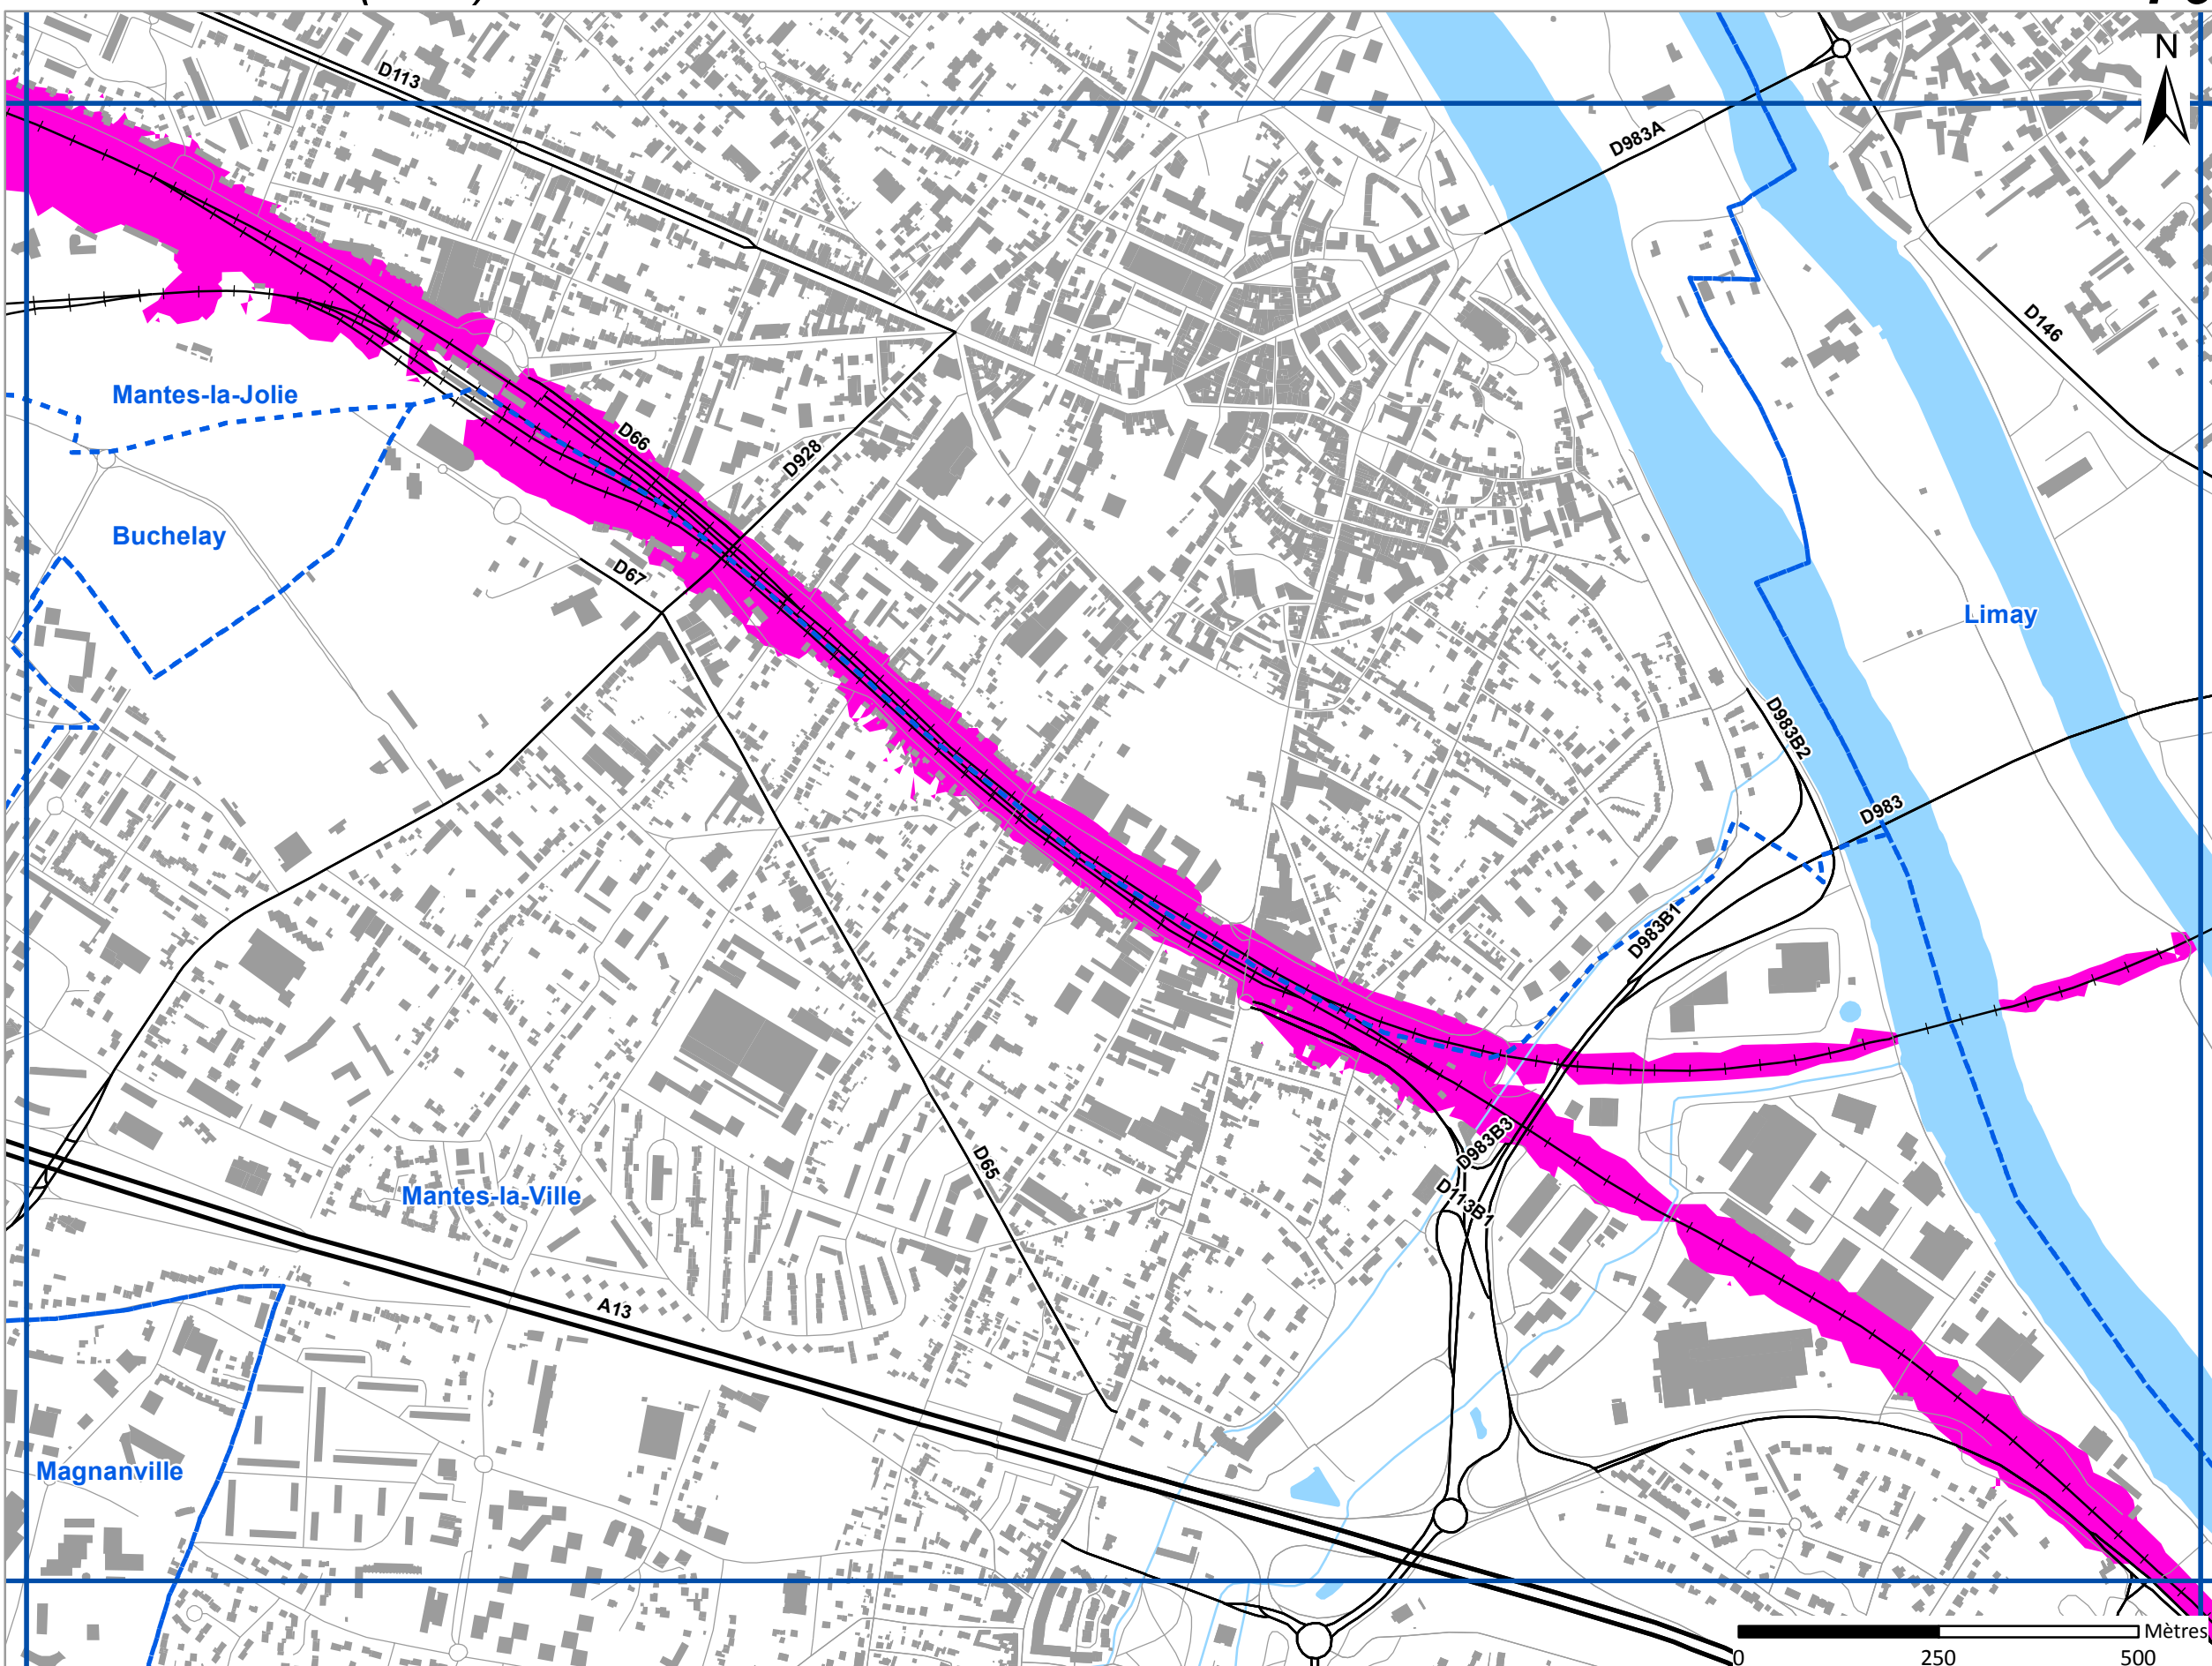 N
D113
D983A
D146
Mantes-la-Jolie
D66
D928
Buchelay
D67
Limay
D983B2
D983
D983B1
D983B3
D65
Mantes-la-Ville
D113B1
A13
Magnanville
Mètres
0 250 500